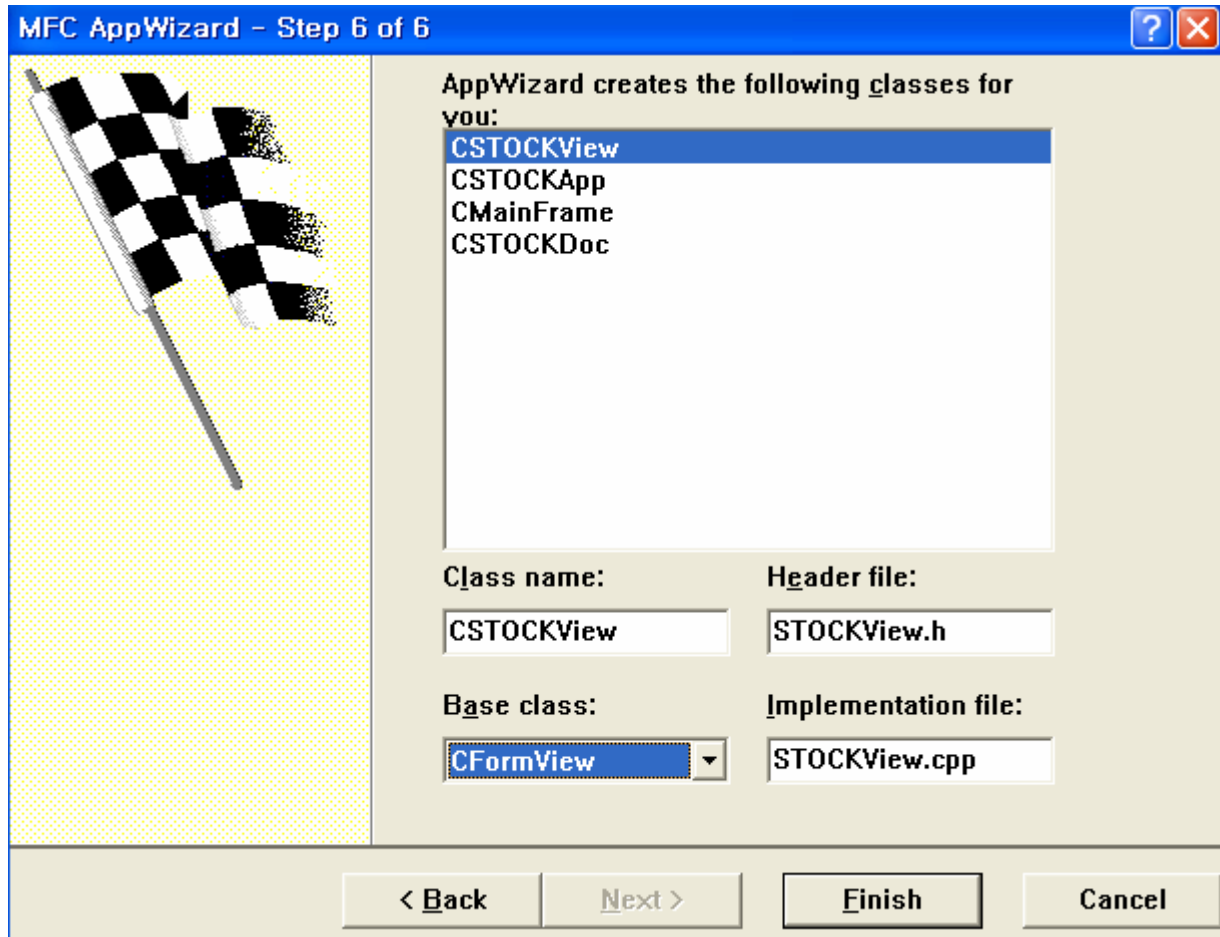 MFC AppWizard - Step 6 of 6
?
AppWizard creates the following classes for
you:
CSTOCKView
CSTOCKApp
CMainFrame
CSTOCKDoc
Class name:
Header file:
CSTOCKView
STOCKView.h
Base class:
Implementation file:
CFormView
STOCKView.cpp
< Back
Next >
Finish
Cancel